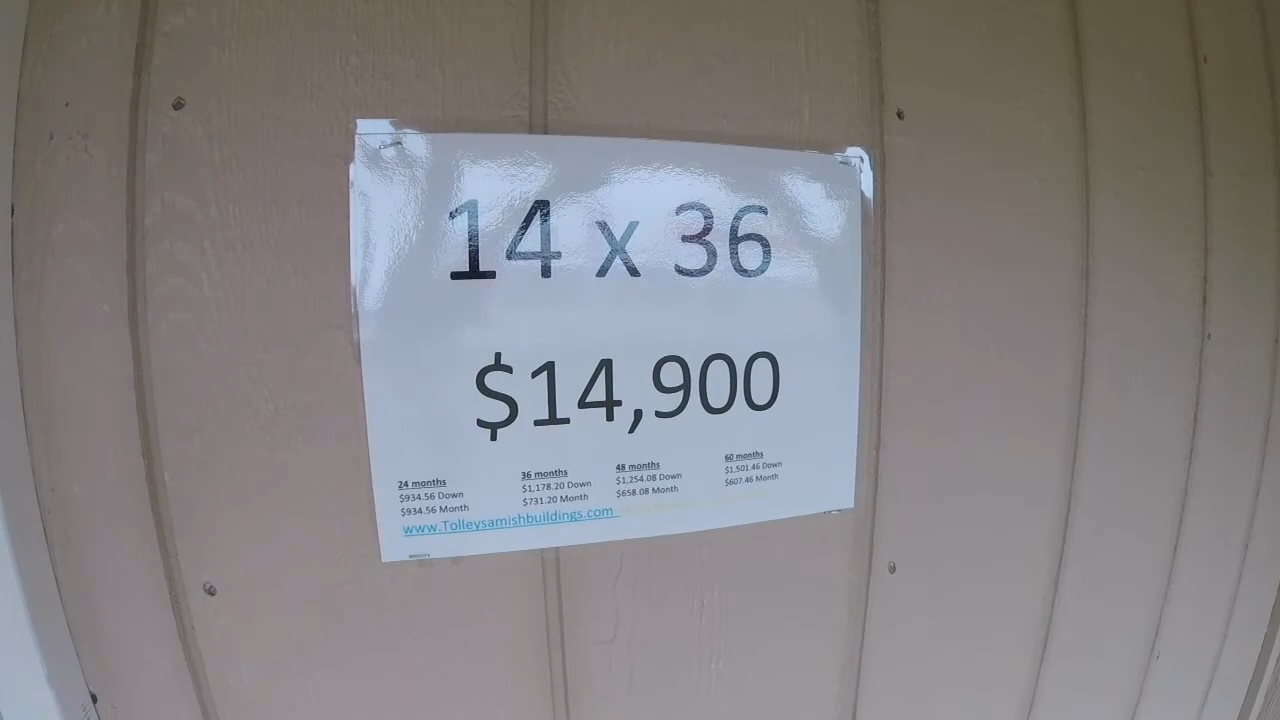 14 x 36
$14,900
24 months
$934.56 Down
$934.56 Month
36 months
$1,178.20 Down
$731.20 Month
48 months
$1,254.08 Down
$658.08 Month
60 months
$1,501.46 Down
$607.46 Month
www.Tolleysamishbuildings.com